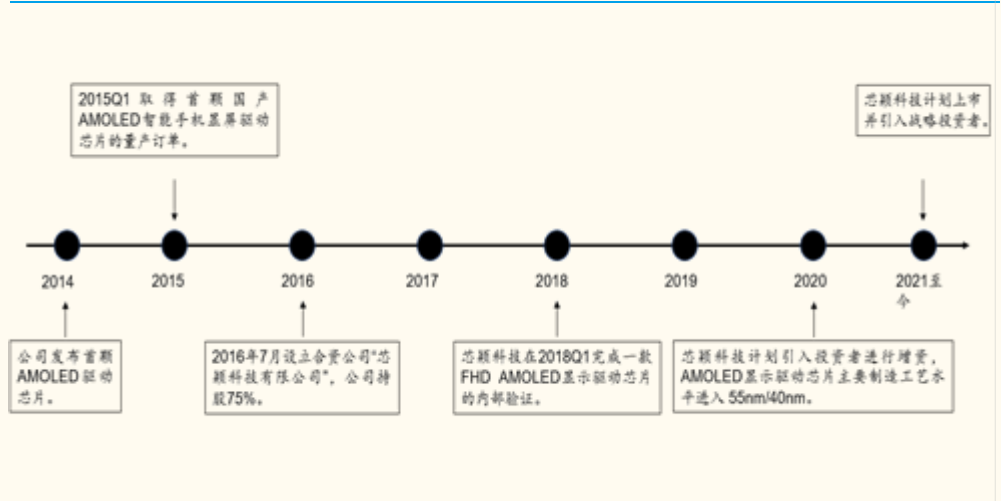 2015Q1取得首颗国产
AMOLED智能手机显屏驱动
芯片的量产订单。
芯颖科技计划上市
并引入战略投资者。
2014
2015
2016
2017
2018
2019
2020
2021至
今
公司发布首颗
AMOLED驱动
芯片。
2016年7月设立合资公司“芯
颖科技有限公司”，公司持
股75%。
芯颖科技在2018Q1完成一款
FHD AMOLED显示驱动芯片
的内部验证。
芯颖科技计划引入投资者进行增资，
AMOLED显示驱动芯片主要制造工艺水
平进入 55nm/40nm。